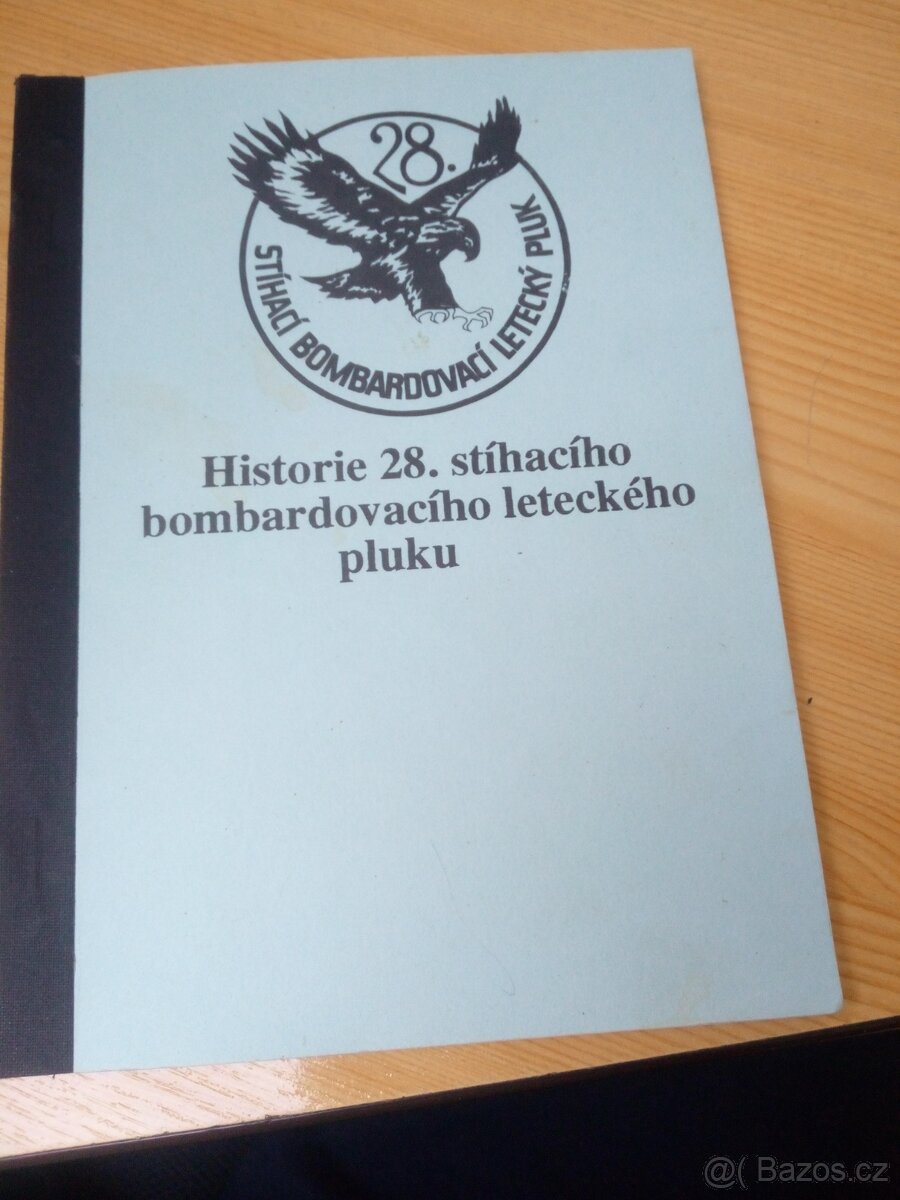 28.
STÍHACÍ BOMBARDOVACÍ LETECKÝ PLUK
Historie 28. stíhacího
bombardovacího leteckého
pluku
@( Bazos.cz